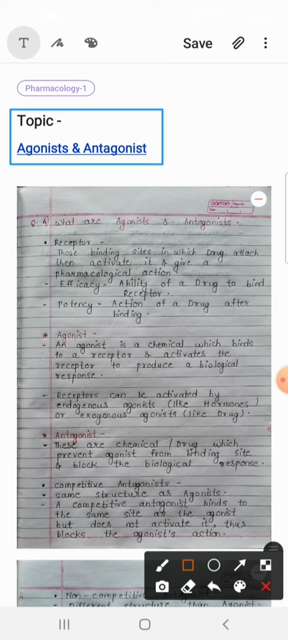 T
Save
Pharmacology-1
Topic -
Agonists & Antagonist
What are Agonists & Antagonists.
• Receptor -
Those binding sites in which Drug attach
then activate it & give a
pharmacological action
- Efficacy - Ability of a Drug to bind
Receptor.
- Potency - Action of a Drug after
binding.
* Agonist -
- An agonist is a chemical which binds
to a receptor & activates the
receptor to produce a biological
response.
- Receptors can be activated by
endogenous agonists (like Hormones)
or exogenous agonists (like Drug).
* Antagonist -
- These are chemical / Drug which
prevent agonist from binding site
& block the biological response.
• Competitive Antagonists -
- Same structure as Agonists.
- A competitive antagonist binds to
the same site as the agonist
but does not activate it, thus
blocks the agonist's action.
• Non-
- Different structure than Agonist.